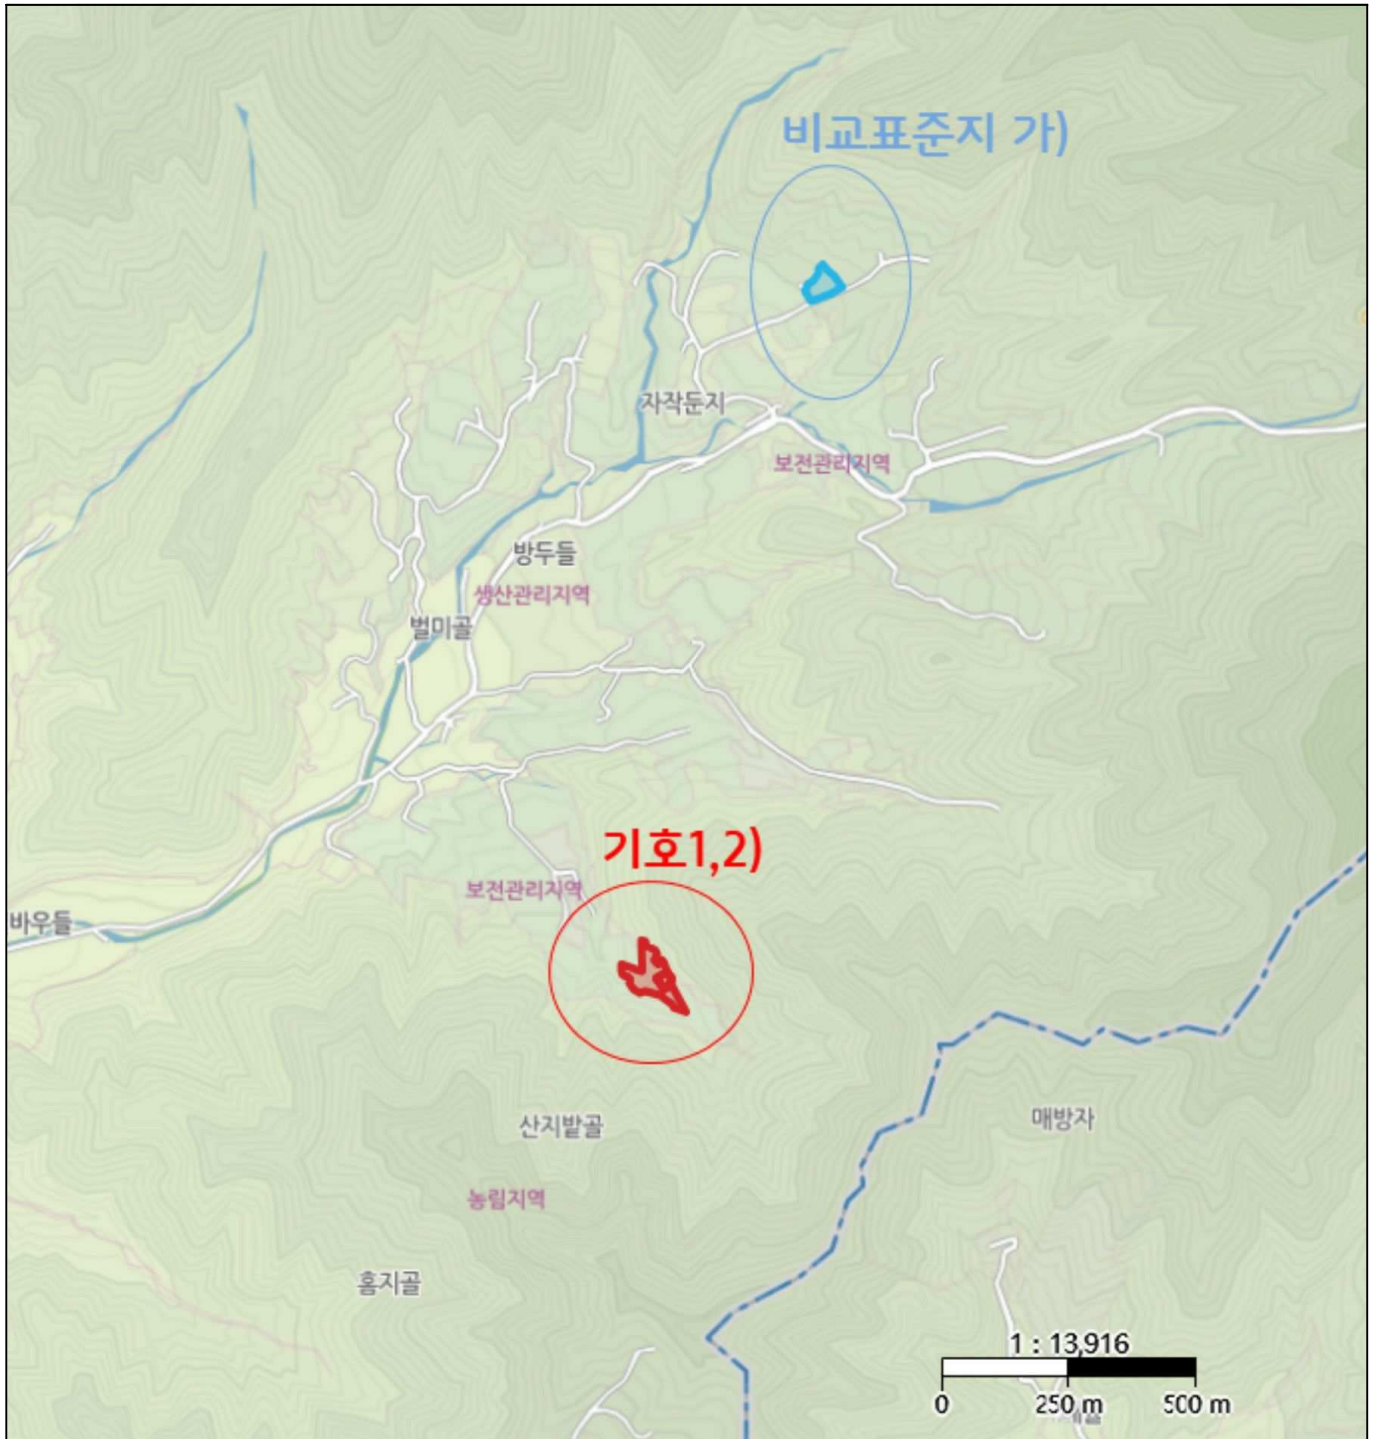 비교표준지 가)
자작둔지
보전관리지역
방두들
생산관리지역
벌미골
기호1,2)
보전관리지역
바우들
산지밭골
매방자
농림지역
홈지골
1 : 13,916
0 250 m 500 m